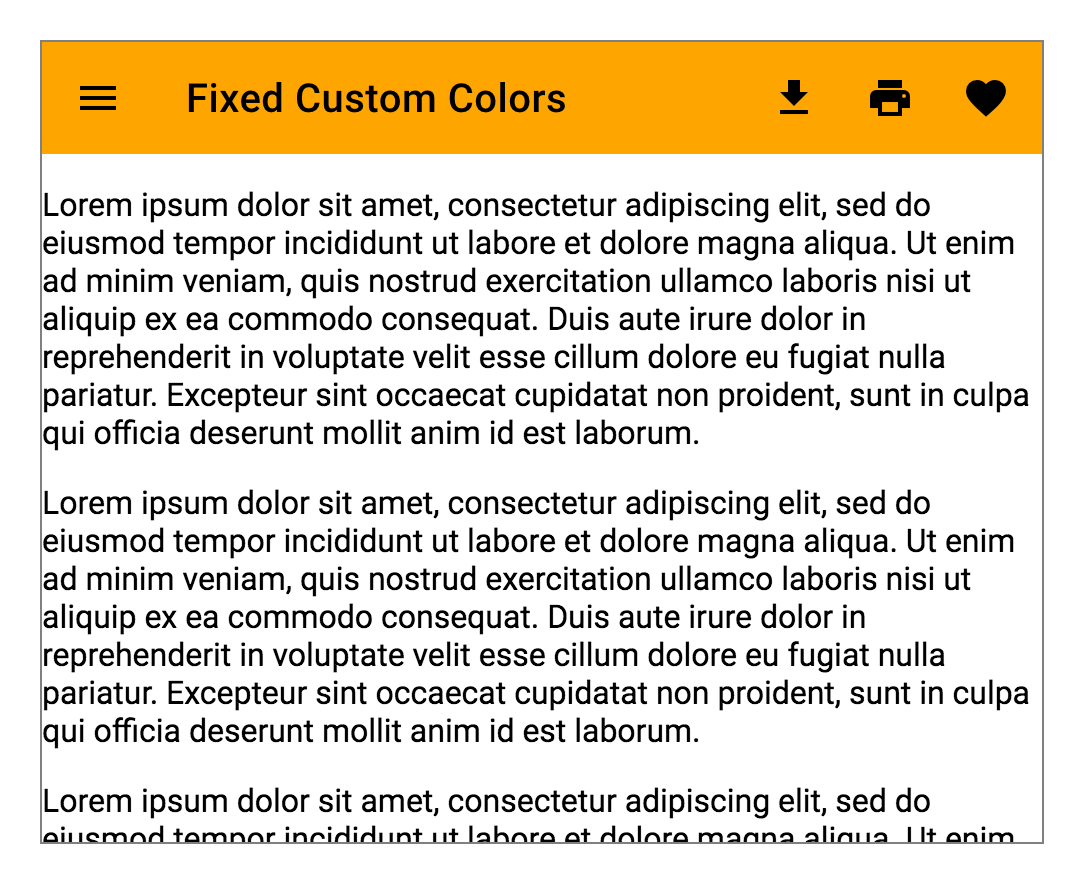 Fixed Custom Colors
Lorem ipsum dolor sit amet, consectetur adipiscing elit, sed do
eiusmod tempor incididunt ut labore et dolore magna aliqua. Ut enim
ad minim veniam, quis nostrud exercitation ullamco laboris nisi ut
aliquip ex ea commodo consequat. Duis aute irure dolor in
reprehenderit in voluptate velit esse cillum dolore eu fugiat nulla
pariatur. Excepteur sint occaecat cupidatat non proident, sunt in culpa
qui officia deserunt mollit anim id est laborum.
Lorem ipsum dolor sit amet, consectetur adipiscing elit, sed do
eiusmod tempor incididunt ut labore et dolore magna aliqua. Ut enim
ad minim veniam, quis nostrud exercitation ullamco laboris nisi ut
aliquip ex ea commodo consequat. Duis aute irure dolor in
reprehenderit in voluptate velit esse cillum dolore eu fugiat nulla
pariatur. Excepteur sint occaecat cupidatat non proident, sunt in culpa
qui officia deserunt mollit anim id est laborum.
Lorem ipsum dolor sit amet, consectetur adipiscing elit, sed do
eiusmod tempor incididunt ut labore et dolore magna aliqua. Ut enim